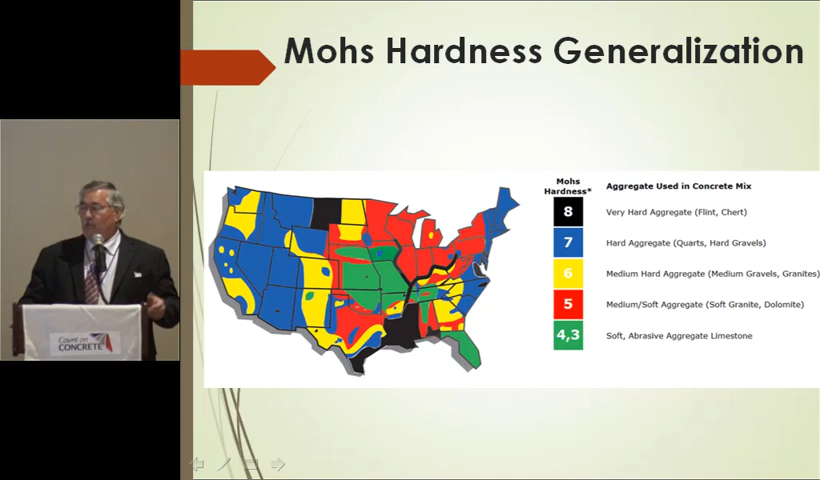 Mohs Hardness Generalization
Mohs
Hardness*
Aggregate Used in Concrete Mix
8
Very Hard Aggregate (Flint, Chert)
7
Hard Aggregate (Quarts, Hard Gravels)
6
Medium Hard Aggregate (Medium Gravels, Granites)
5
Medium/Soft Aggregate (Soft Granite, Dolomite)
4,3
Soft, Abrasive Aggregate Limestone
Count on
CONCRETE